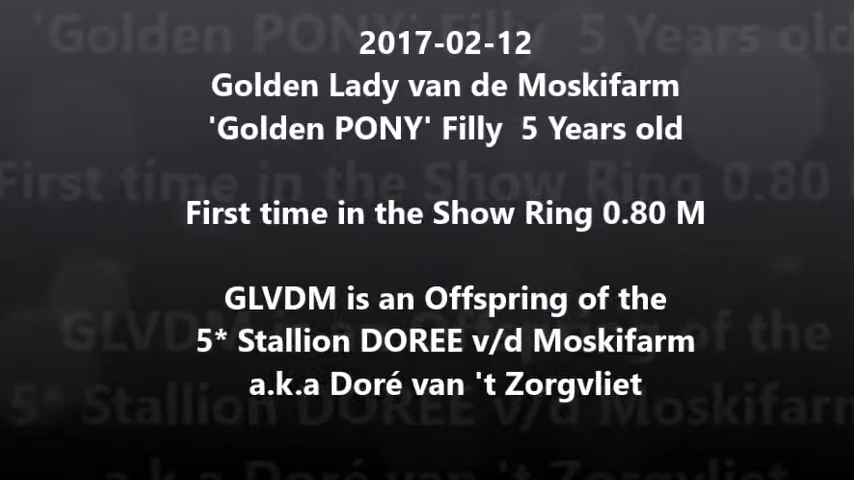 2017-02-12
Golden Lady van de Moskifarm
'Golden PONY' Filly  5 Years old
First time in the Show Ring 0.80 M
GLVDM is an Offspring of the
5* Stallion DOREE v/d Moskifarm
a.k.a Doré van 't Zorgvliet